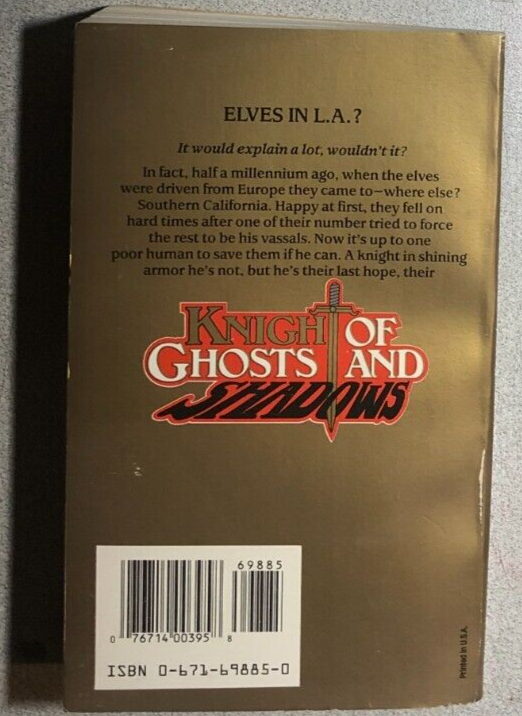 ELVES IN L.A.?
It would explain a lot, wouldn't it?
In fact, half a millennium ago, when the elves
were driven from Europe they came to—where else?
Southern California. Happy at first, they fell on
hard times after one of their number tried to force
the rest to be his vassals. Now it's up to one
poor human to save them if he can. A knight in shining
armor he's not, but he's their last hope, their
KNIGHT OF
GHOSTS AND
SHADOWS
69885
0 76714 00395 8
ISBN 0-671-69885-0
Printed in U.S.A.